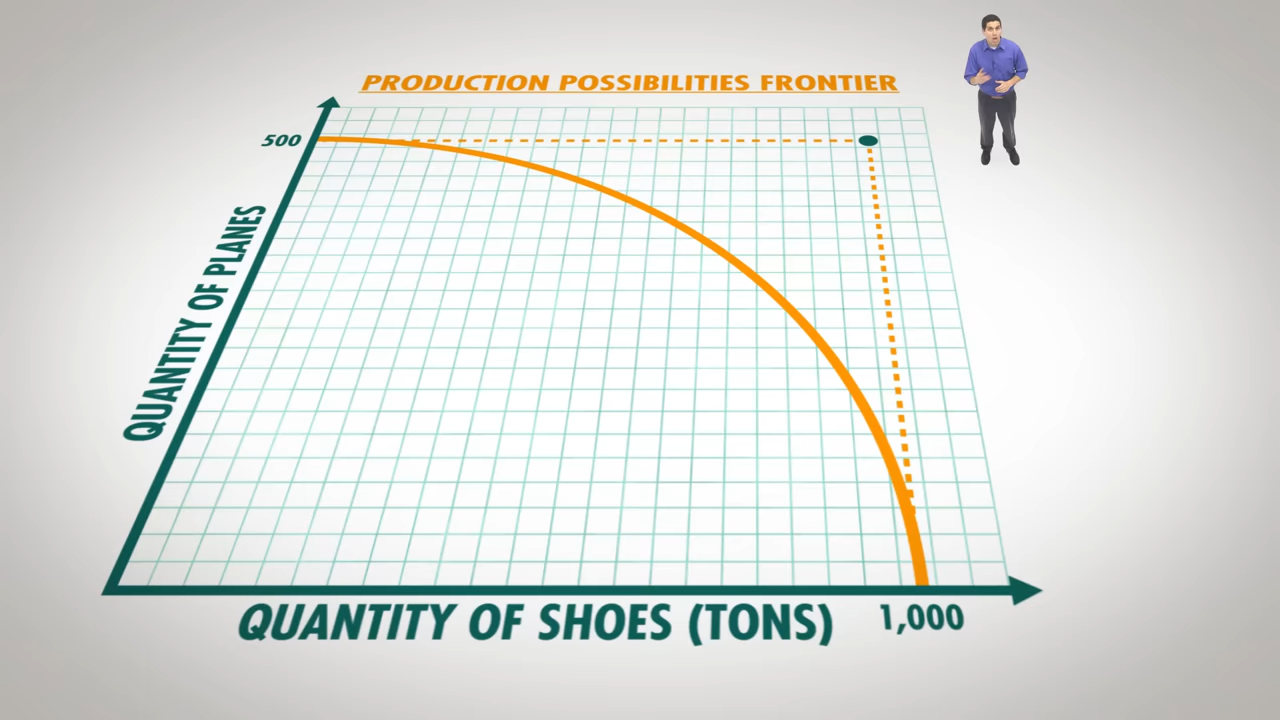 PRODUCTION POSSIBILITIES FRONTIER
500
QUANTITY OF PLANES
QUANTITY OF SHOES (TONS)
1,000